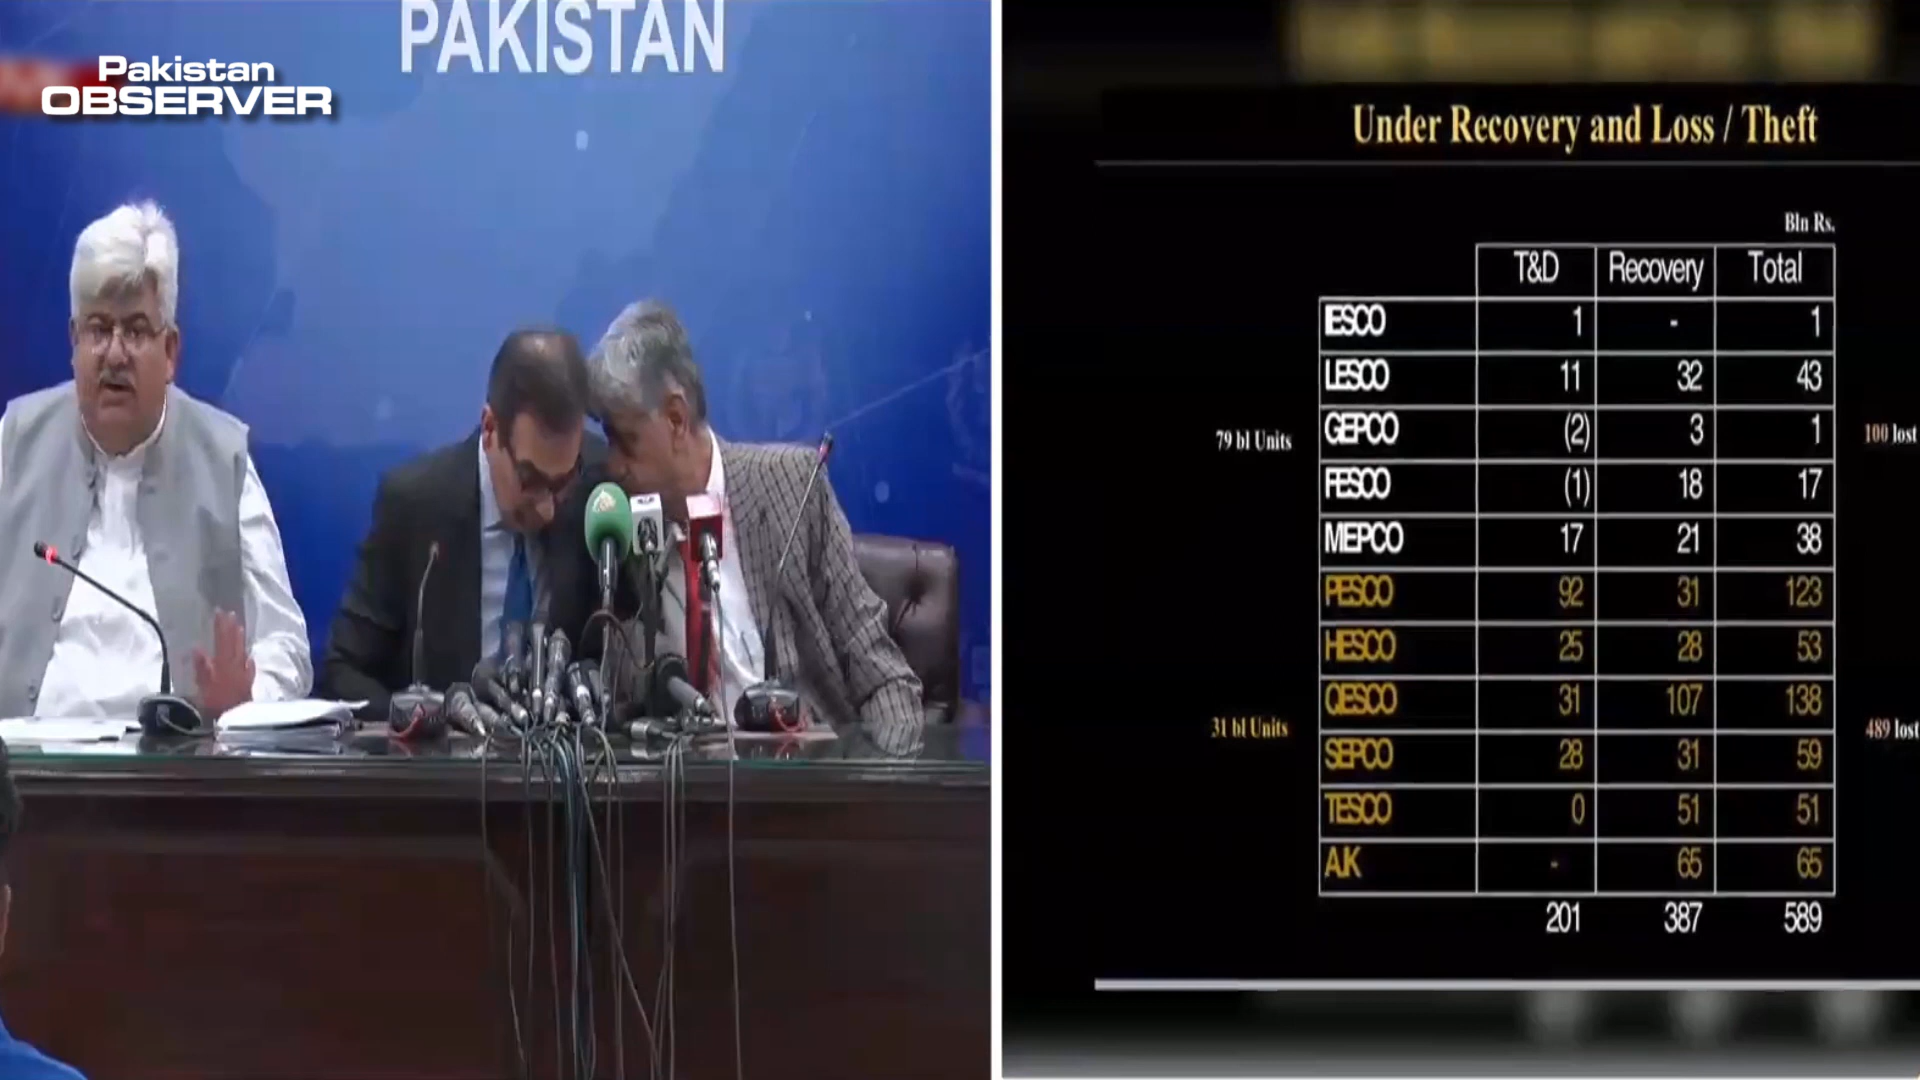 PAKISTAN
Pakistan
OBSERVER
Under Recovery and Loss / Theft
Bln Rs.
T&D Recovery Total
IESCO 1 - 1
LESCO 11 32 43
GEPCO (2) 3 1
79 bl Units
100 lost
FESCO (1) 18 17
MEPCO 17 21 38
PESCO 92 31 123
HESCO 25 28 53
QESCO 31 107 138
31 bl Units
489 lost
SEPCO 28 31 59
TESCO 0 51 51
AJK - 65 65
201 387 589